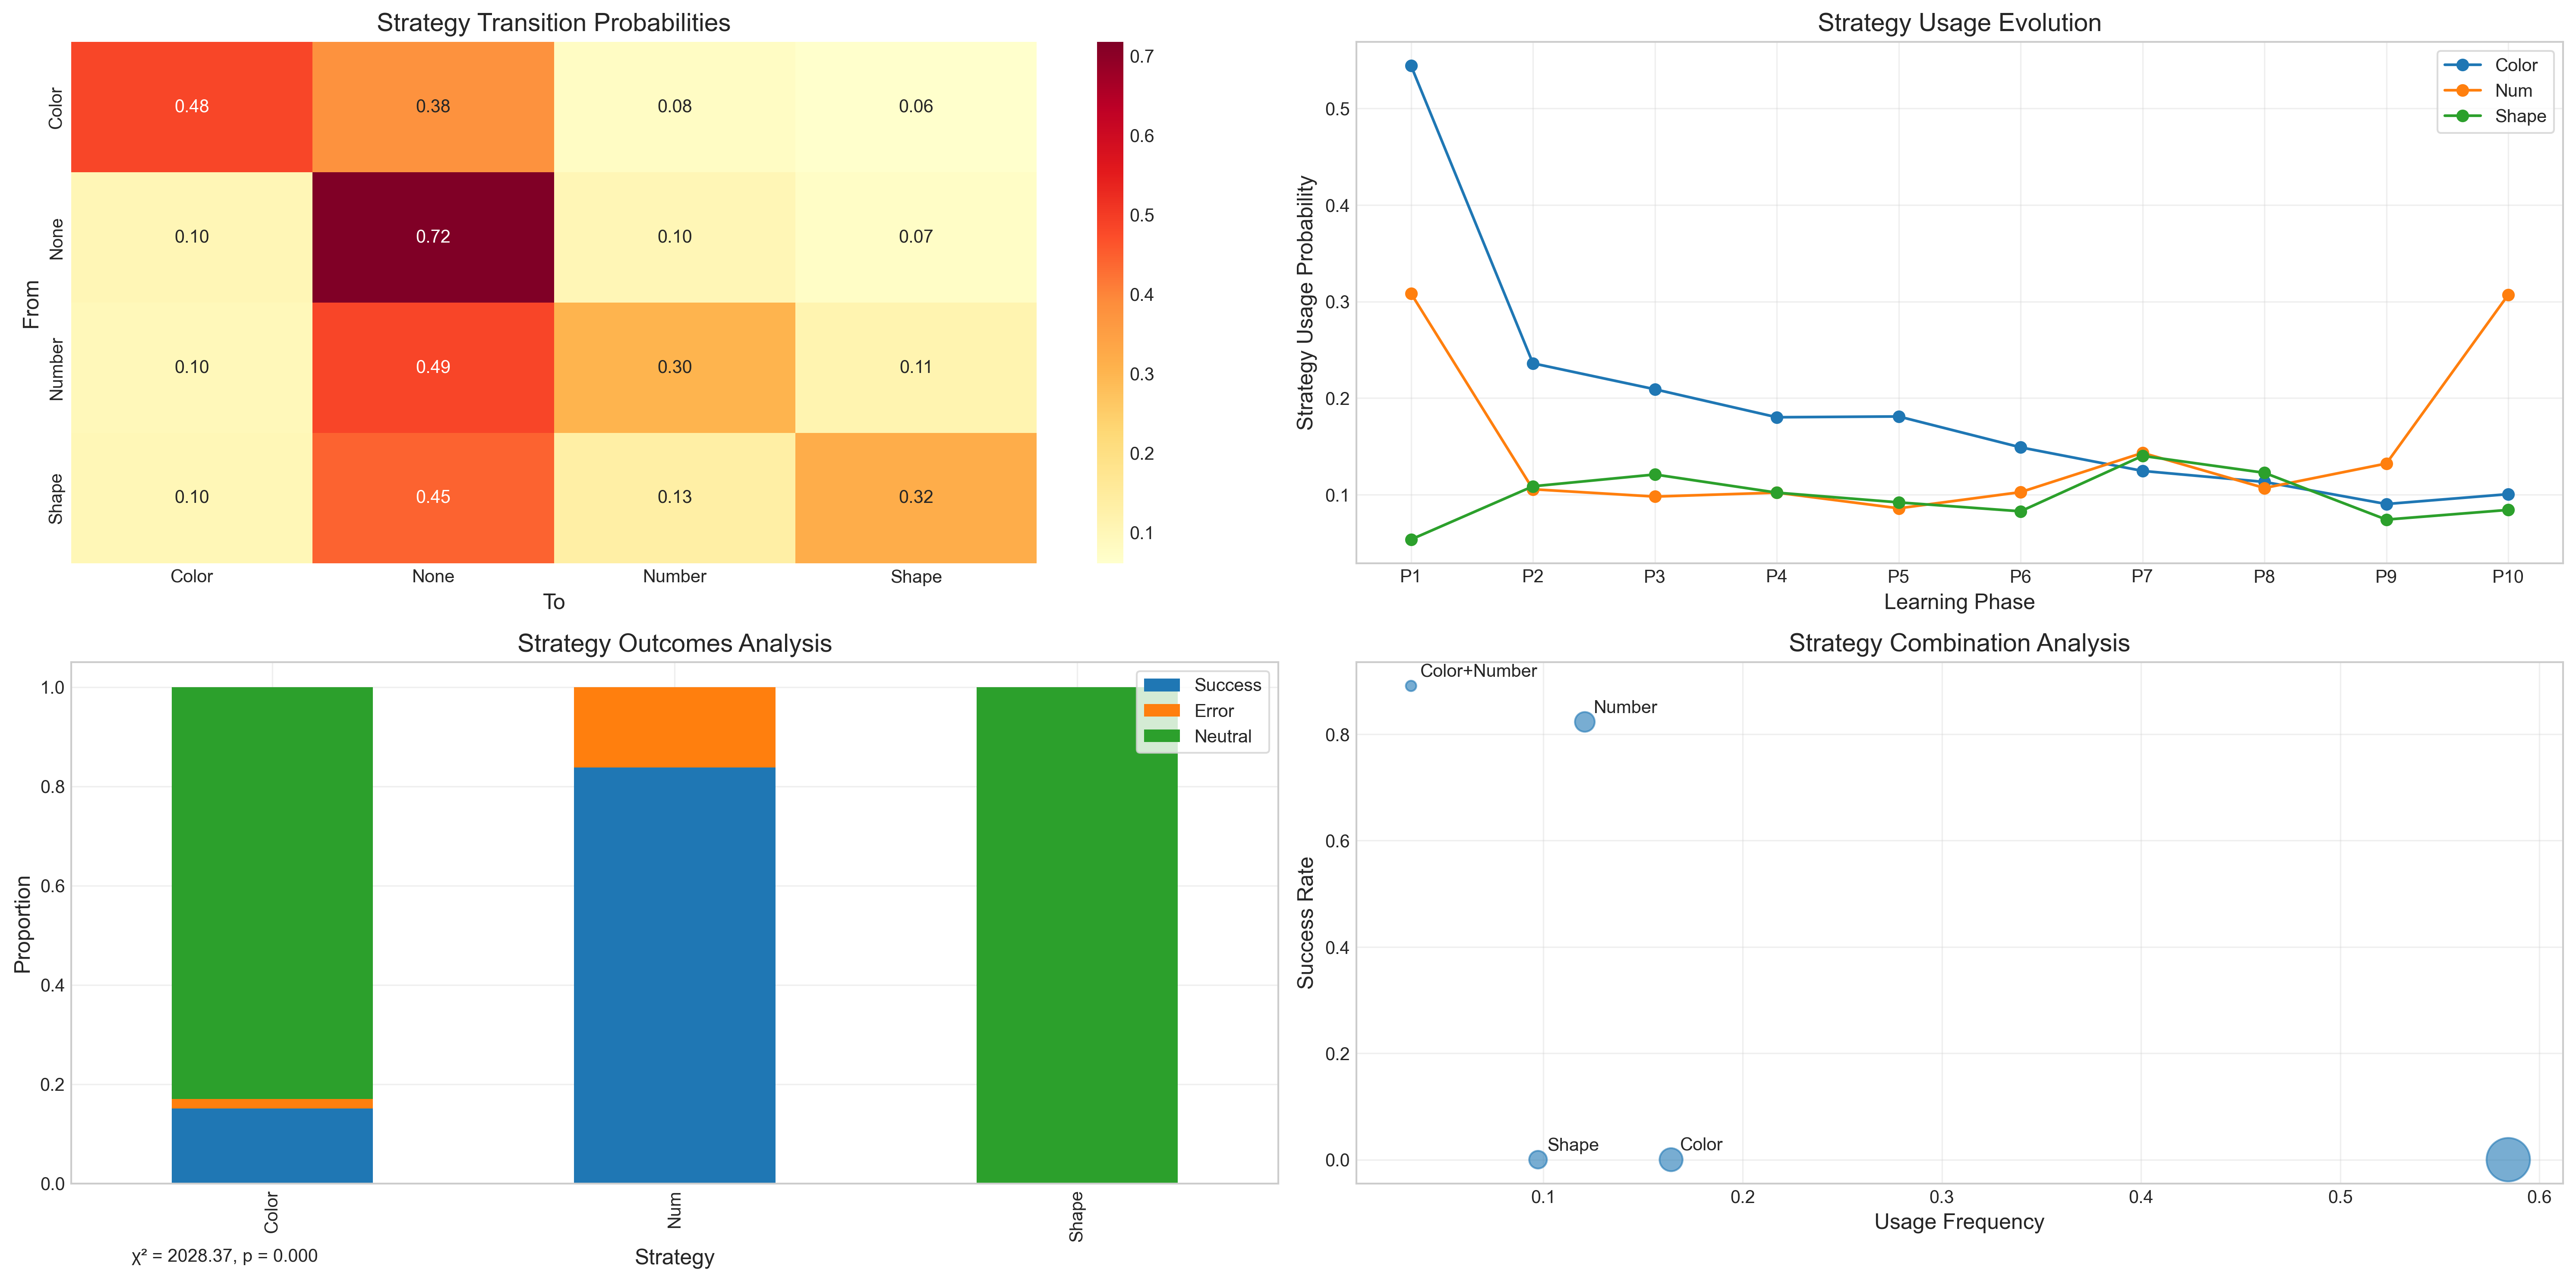 Strategy Transition Probabilities
Color
None
Number
Shape
From
0.48 0.38 0.08 0.06
0.10 0.72 0.10 0.07
0.10 0.49 0.30 0.11
0.10 0.45 0.13 0.32
Color None Number Shape
To
0.7
0.6
0.5
0.4
0.3
0.2
0.1
Strategy Usage Evolution
Strategy Usage Probability
0.5
0.4
0.3
0.2
0.1
Color
Num
Shape
P1 P2 P3 P4 P5 P6 P7 P8 P9 P10
Learning Phase
Strategy Outcomes Analysis
Proportion
1.0
0.8
0.6
0.4
0.2
0.0
Success
Error
Neutral
Color Num Shape
Strategy
χ² = 2028.37, p = 0.000
Strategy Combination Analysis
Success Rate
0.8
0.6
0.4
0.2
0.0
Color+Number
Number
Shape
Color
0.1 0.2 0.3 0.4 0.5 0.6
Usage Frequency